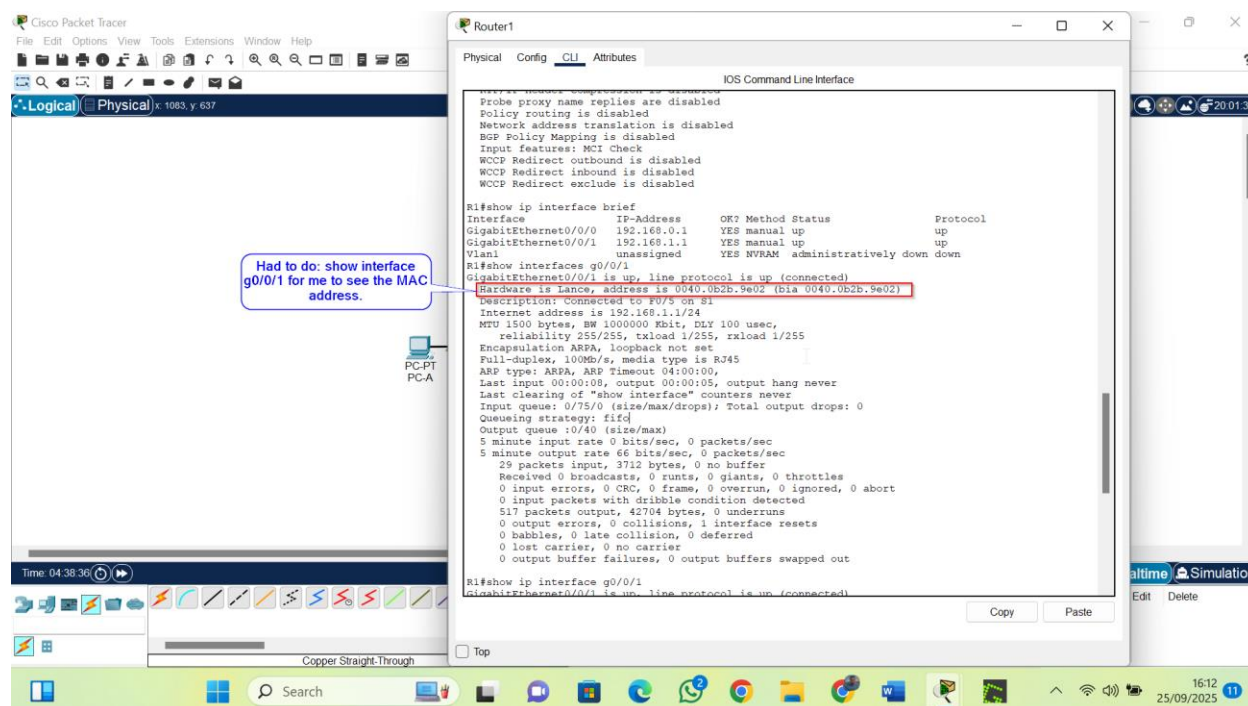 Cisco Packet Tracer
File Edit Options View Tools Extensions Window Help
Logical Physical x: 1083, y: 637
20:01:3
Router1
Physical Config CLI Attributes
IOS Command Line Interface
Probe proxy name replies are disabled
Policy routing is disabled
Network address translation is disabled
BGP Policy Mapping is disabled
Input features: MCI Check
WCCP Redirect outbound is disabled
WCCP Redirect inbound is disabled
WCCP Redirect exclude is disabled
R1#show ip interface brief
Interface IP-Address OK? Method Status Protocol
GigabitEthernet0/0/0 192.168.0.1 YES manual up up
GigabitEthernet0/0/1 192.168.1.1 YES manual up up
Vlan1 unassigned YES NVRAM administratively down down
R1#show interfaces g0/0/1
GigabitEthernet0/0/1 is up, line protocol is up (connected)
Hardware is Lance, address is 0040.0b2b.9e02 (bia 0040.0b2b.9e02)
Description: Connected to F0/5 on S1
Internet address is 192.168.1.1/24
MTU 1500 bytes, BW 1000000 Kbit, DLY 100 usec,
reliability 255/255, txload 1/255, rxload 1/255
Encapsulation ARPA, loopback not set
Full-duplex, 100Mb/s, media type is RJ45
ARP type: ARPA, ARP Timeout 04:00:00,
Last input 00:00:08, output 00:00:05, output hang never
Last clearing of "show interface" counters never
Input queue: 0/75/0 (size/max/drops); Total output drops: 0
Queueing strategy: fifo
Output queue :0/40 (size/max)
5 minute input rate 0 bits/sec, 0 packets/sec
5 minute output rate 66 bits/sec, 0 packets/sec
29 packets input, 3712 bytes, 0 no buffer
Received 0 broadcasts, 0 runts, 0 giants, 0 throttles
0 input errors, 0 CRC, 0 frame, 0 overrun, 0 ignored, 0 abort
0 input packets with dribble condition detected
517 packets output, 42704 bytes, 0 underruns
0 output errors, 0 collisions, 1 interface resets
0 babbles, 0 late collision, 0 deferred
0 lost carrier, 0 no carrier
0 output buffer failures, 0 output buffers swapped out
R1#show ip interface g0/0/1
GigabitEthernet0/0/1 is up, line protocol is up (connected)
Copy Paste
Top
Had to do: show interface
g0/0/1 for me to see the MAC
address.
PC-PT
PC-A
Time: 04:38:36
altime Simulatio
Edit Delete
Copper Straight-Through
Search
2
16:12
25/09/2025
11